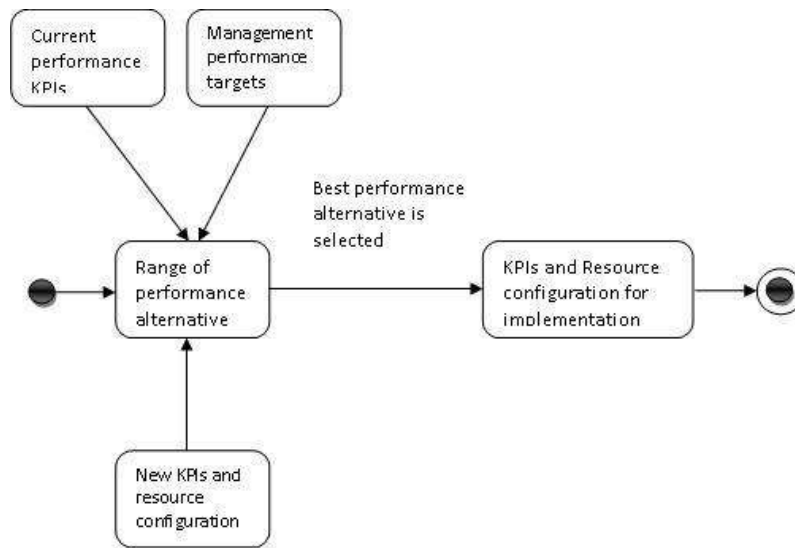 Current
performance
KPIs
Management
performance
targets
Best performance
alternative is
selected
Range of
performance
alternative
KPIs and Resource
configuration for
implementation
New KPIs and
resource
configuration